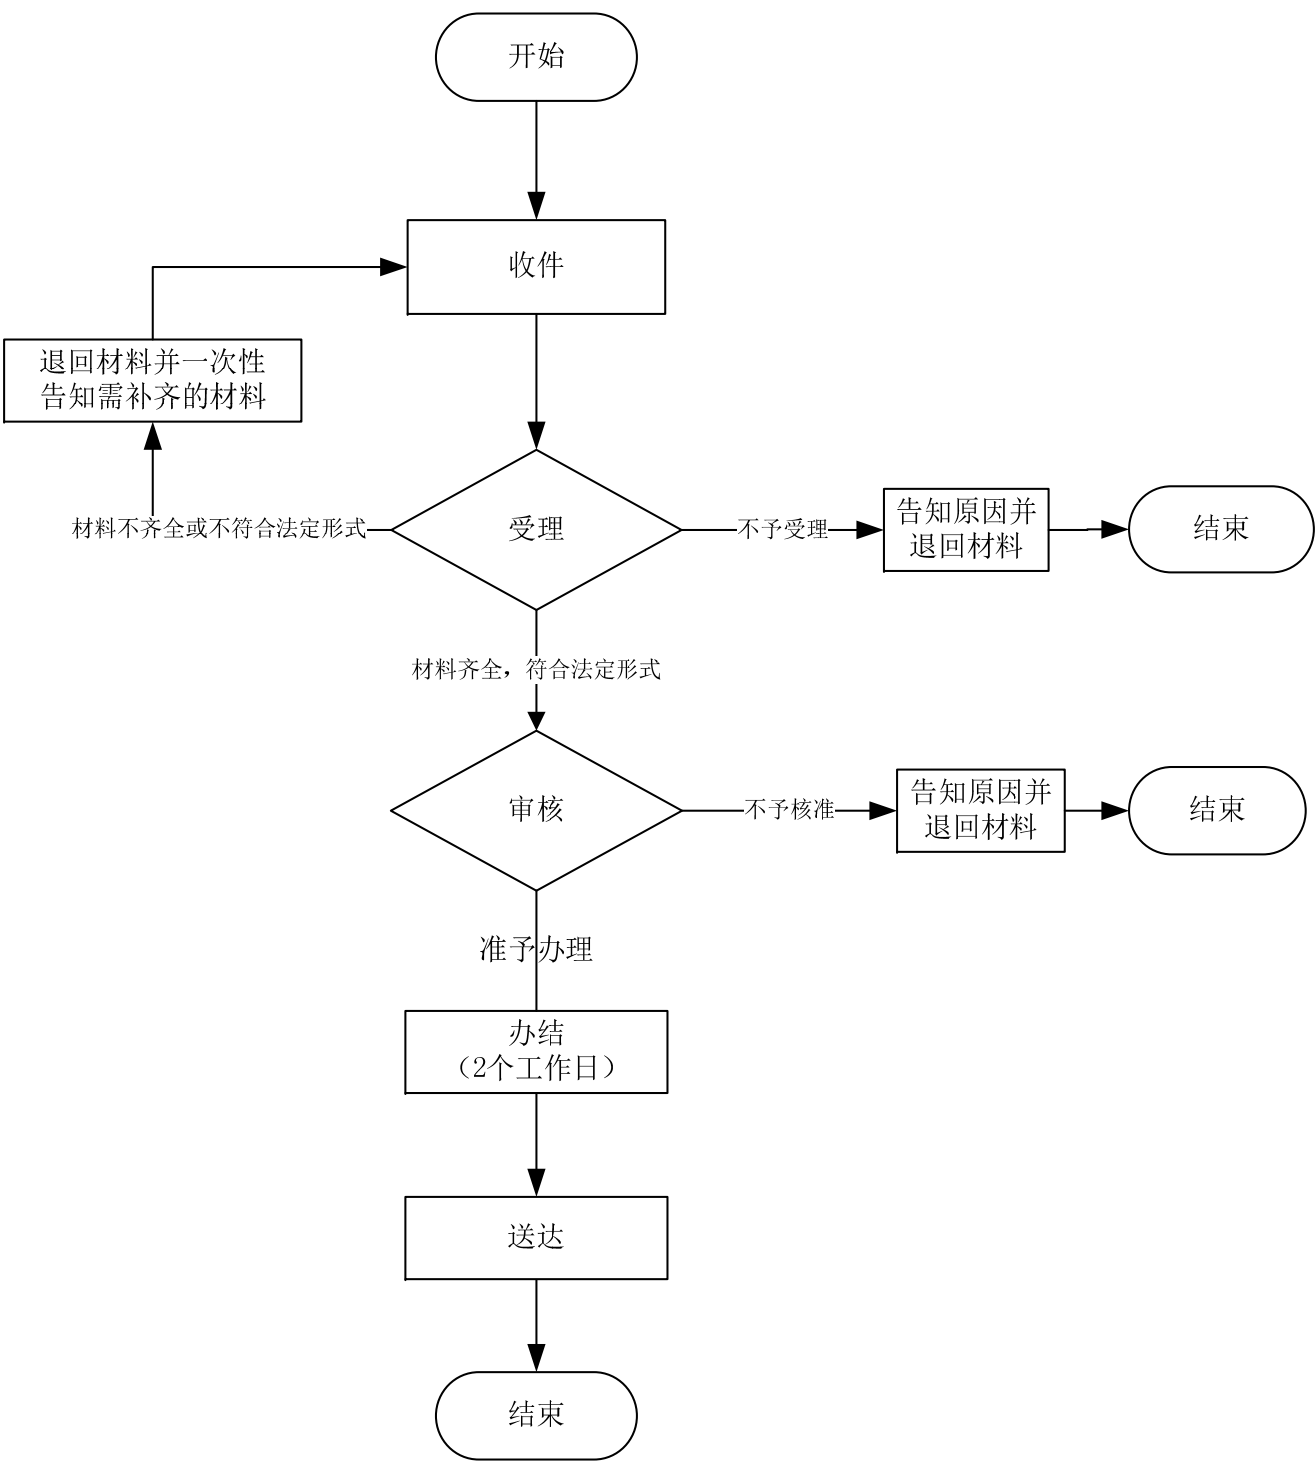 开始
收件
退回材料并一次性
告知需补齐的材料
材料不齐全或不符合法定形式
受理
不予受理
告知原因并
退回材料
结束
材料齐全，符合法定形式
审核
不予核准
告知原因并
退回材料
结束
准予办理
办结
（2个工作日）
送达
结束